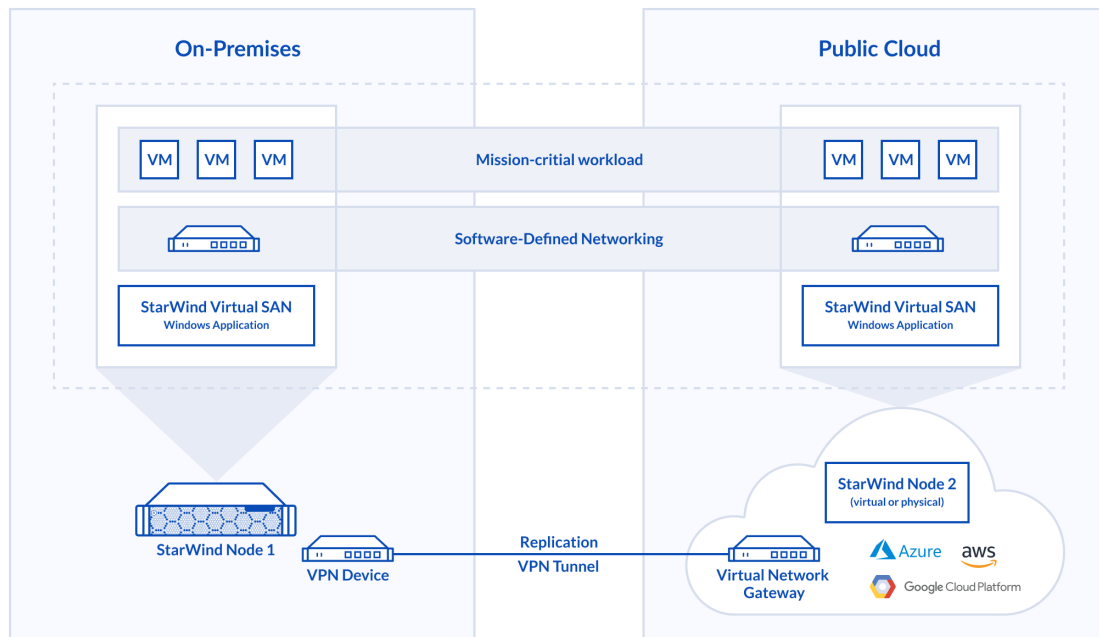 On-Premises
Public Cloud
VM VM VM
Mission-critial workload
VM VM VM
Software-Defined Networking
StarWind Virtual SAN
Windows Application
StarWind Virtual SAN
Windows Application
StarWind Node 1
VPN Device
Replication
VPN Tunnel
StarWind Node 2
(virtual or physical)
Virtual Network
Gateway
Azure
aws
Google Cloud Platform